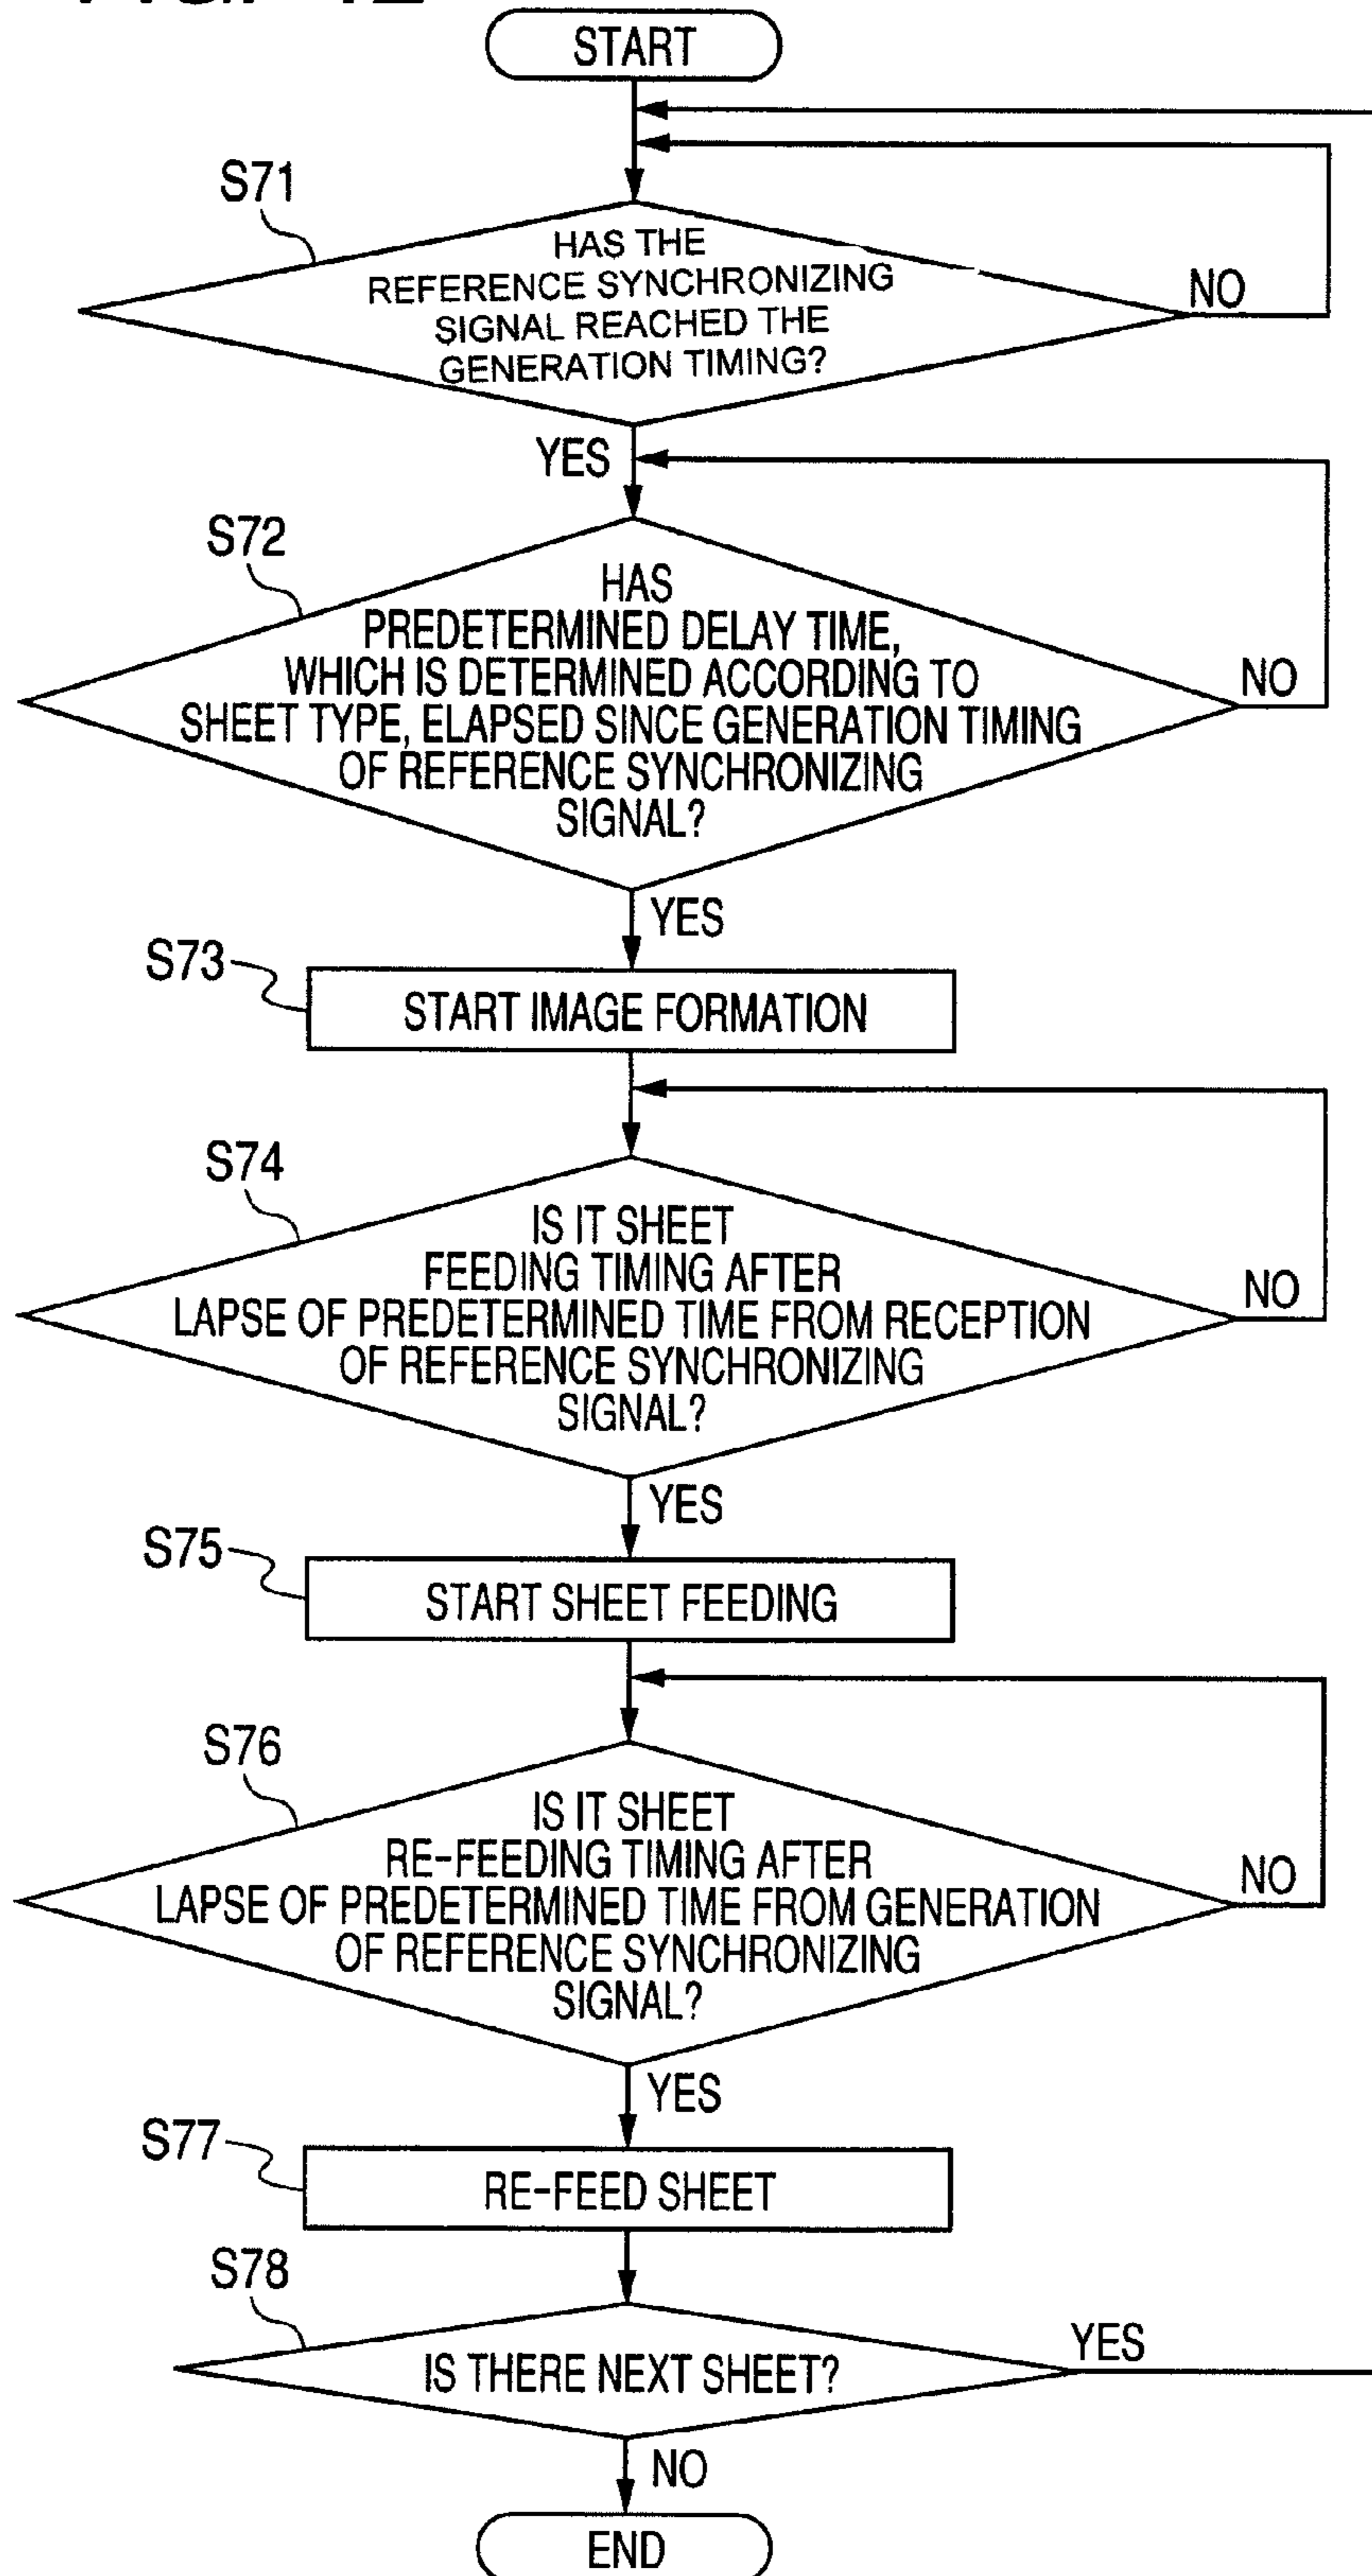 START
S71
HAS THE
REFERENCE SYNCHRONIZING
SIGNAL REACHED THE
GENERATION TIMING?
NO
YES
S72
HAS
PREDETERMINED DELAY TIME,
WHICH IS DETERMINED ACCORDING TO
SHEET TYPE, ELAPSED SINCE GENERATION TIMING
OF REFERENCE SYNCHRONIZING
SIGNAL?
NO
YES
S73
START IMAGE FORMATION
S74
IS IT SHEET
FEEDING TIMING AFTER
LAPSE OF PREDETERMINED TIME FROM RECEPTION
OF REFERENCE SYNCHRONIZING
SIGNAL?
NO
YES
S75
START SHEET FEEDING
S76
IS IT SHEET
RE-FEEDING TIMING AFTER
LAPSE OF PREDETERMINED TIME FROM GENERATION
OF REFERENCE SYNCHRONIZING
SIGNAL?
NO
YES
S77
RE-FEED SHEET
S78
IS THERE NEXT SHEET?
YES
NO
END